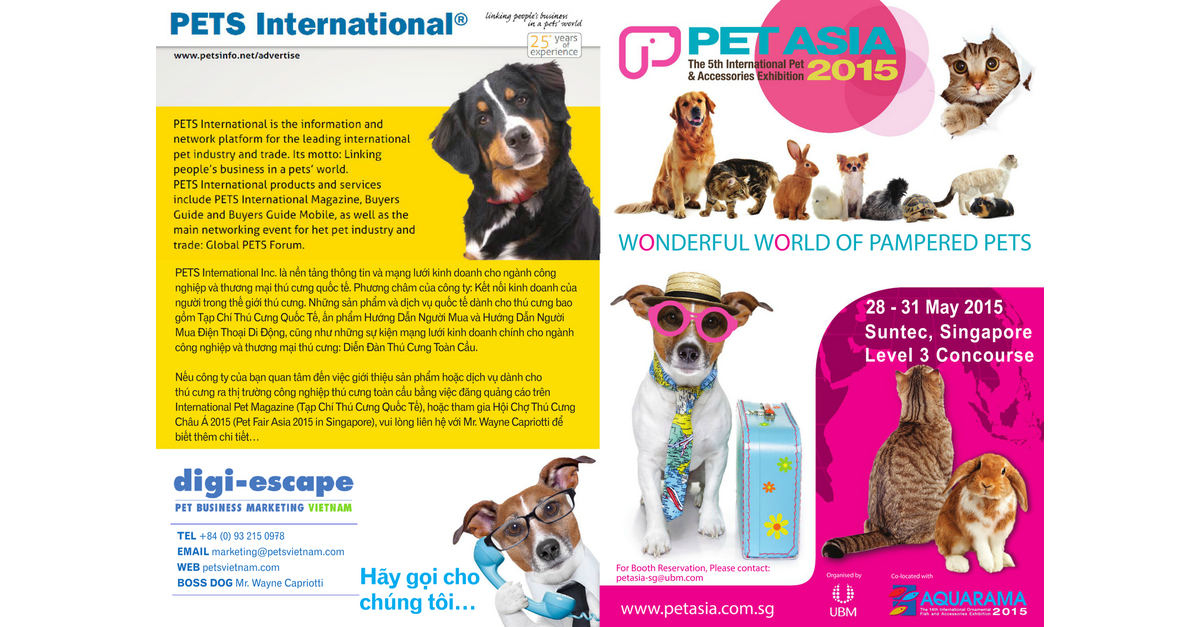 PETS International®
linking people's business
in a pets' world
25+ years
of
experience
www.petsinfo.net/advertise
PETS International is the information and
network platform for the leading international
pet industry and trade. Its motto: Linking
people's business in a pets' world.
PETS International products and services
include PETS International Magazine, Buyers
Guide and Buyers Guide Mobile, as well as the
main networking event for het pet industry and
trade: Global PETS Forum.
PETS International Inc. là nền tảng thông tin và mạng lưới kinh doanh cho ngành công
nghiệp và thương mại thú cưng quốc tế. Phương châm của công ty: Kết nối kinh doanh của
người trong thế giới thú cưng. Những sản phẩm và dịch vụ quốc tế dành cho thú cưng bao
gồm Tạp Chí Thú Cưng Quốc Tế, ấn phẩm Hướng Dẫn Người Mua và Hướng Dẫn Người
Mua Điện Thoại Di Động, cũng như những sự kiện mạng lưới kinh doanh chính cho ngành
công nghiệp và thương mại thú cưng: Diễn Đàn Thú Cưng Toàn Cầu.
Nếu công ty của bạn quan tâm đến việc giới thiệu sản phẩm hoặc dịch vụ dành cho
thú cưng ra thị trường công nghiệp thú cưng toàn cầu bằng việc đăng quảng cáo trên
International Pet Magazine (Tạp Chí Thú Cưng Quốc Tế), hoặc tham gia Hội Chợ Thú Cưng
Châu Á 2015 (Pet Fair Asia 2015 in Singapore), vui lòng liên hệ với Mr. Wayne Capriotti để
biết thêm chi tiết…
digi-escape
PET BUSINESS MARKETING VIETNAM
TEL +84 (0) 93 215 0978
EMAIL marketing@petsvietnam.com
WEB petsvietnam.com
BOSS DOG Mr. Wayne Capriotti
Hãy gọi cho
chúng tôi…
PET ASIA
The 5th International Pet
& Accessories Exhibition 2015
WONDERFUL WORLD OF PAMPERED PETS
28 - 31 May 2015
Suntec, Singapore
Level 3 Concourse
For Booth Reservation, Please contact:
petasia-sg@ubm.com
www.petasia.com.sg
Organised by
UBM
Co-located with
AQUARAMA
The 14th International Ornamental
Fish and Accessories Exhibition 2015